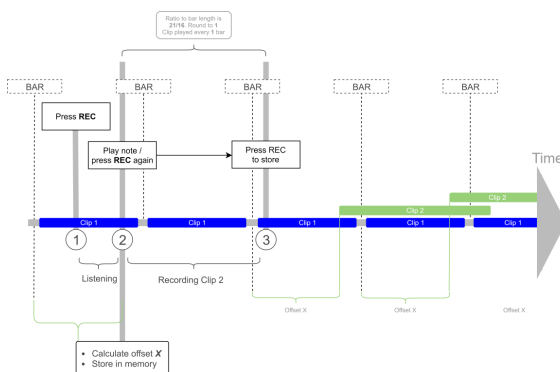 Ratio to bar length is
21/16. Round to 1
Clip played every 1 bar
BAR
BAR
BAR
BAR
BAR
Press REC
Play note /
press REC again
Press REC
to store
Time
Clip 2
Clip 2
Clip 1
Clip 1
Clip 1
Clip 1
Clip 1
1
2
3
Listening
Recording Clip 2
Offset X
Offset X
Offset X
• Calculate offset X
• Store in memory